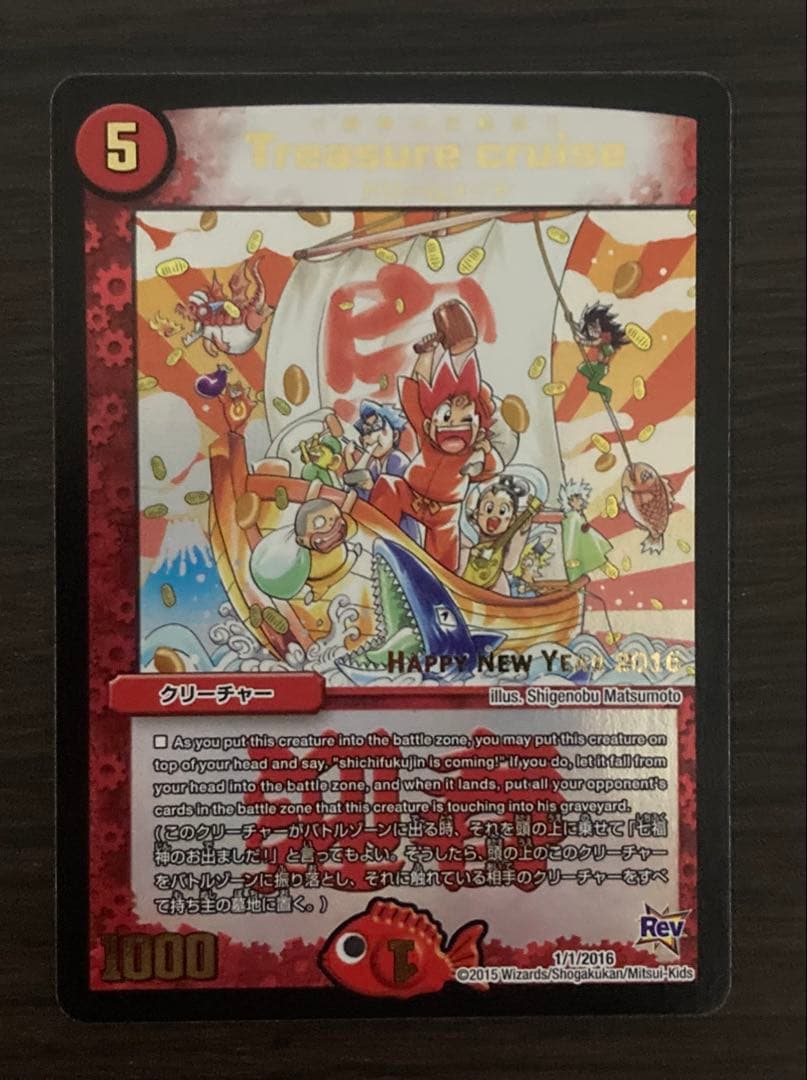 5
Treasure cruise
宝
HAPPY NEW YEAR 2016
クリーチャー
illus. Shigenobu Matsumoto
■ As you put this creature into the battle zone, you may put this creature on
top of your head and say, "shichifukujin is coming!" If you do, let it fall from
your head into the battle zone, and when it lands, put all your opponent's
cards in the battle zone that this creature is touching into his graveyard.
(このクリーチャーがバトルゾーンに出る時、それを頭の上に乗せて「七福
神のお出ました!」と言ってもよい。そうしたら、頭の上のこのクリーチャー
をバトルゾーンに振り落とし、それに触れている相手のクリーチャーをすべ
て持ち主の墓地に置く。)
1000
1
Rev
1/1/2016
©2015 Wizards/Shogakukan/Mitsui-Kids